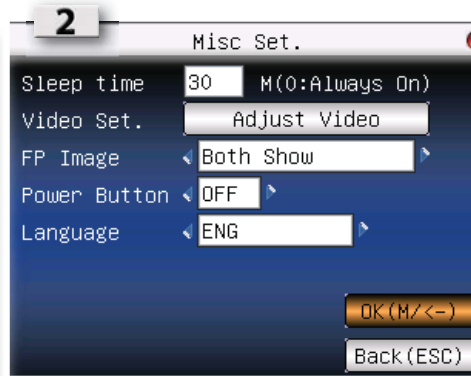 2
Misc Set.
Sleep time 30 M(0:Always On)
Video Set. Adjust Video
FP Image Both Show
Power Button OFF
Language ENG
OK(M/<-)
Back(ESC)